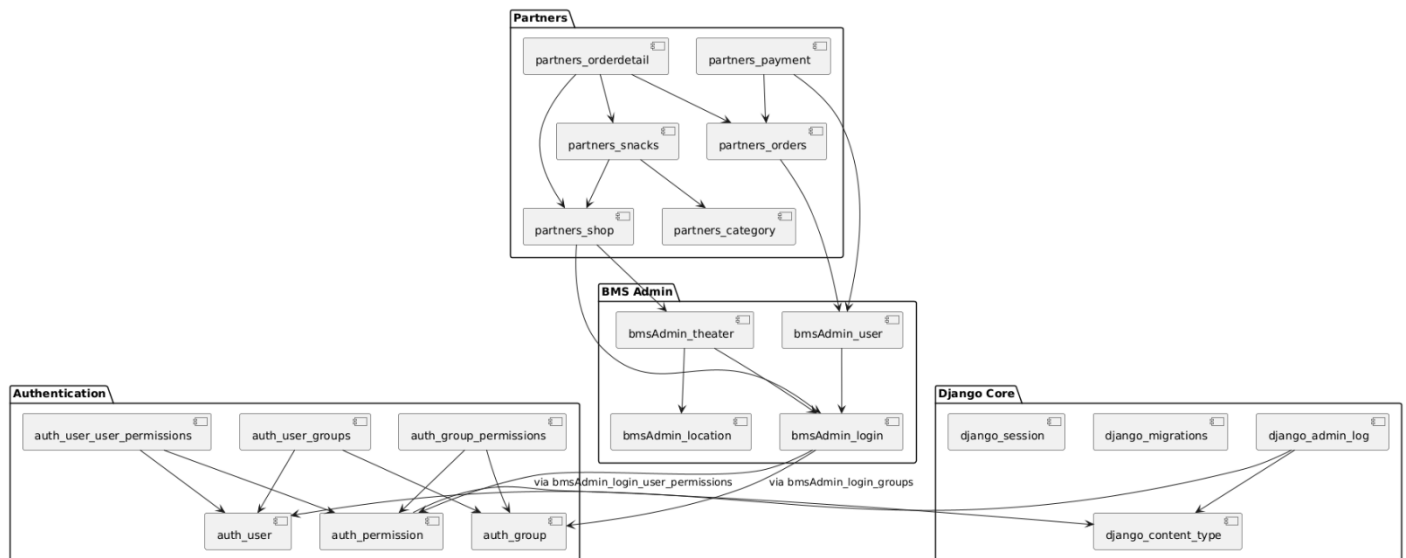 Partners
partners_orderdetail
partners_payment
partners_snacks
partners_orders
partners_shop
partners_category
BMS Admin
bmsAdmin_theater
bmsAdmin_user
bmsAdmin_location
bmsAdmin_login
Authentication
auth_user_user_permissions
auth_user_groups
auth_group_permissions
Django Core
django_session
django_migrations
django_admin_log
via bmsAdmin_login_user_permissions
via bmsAdmin_login_groups
auth_user
auth_permission
auth_group
django_content_type